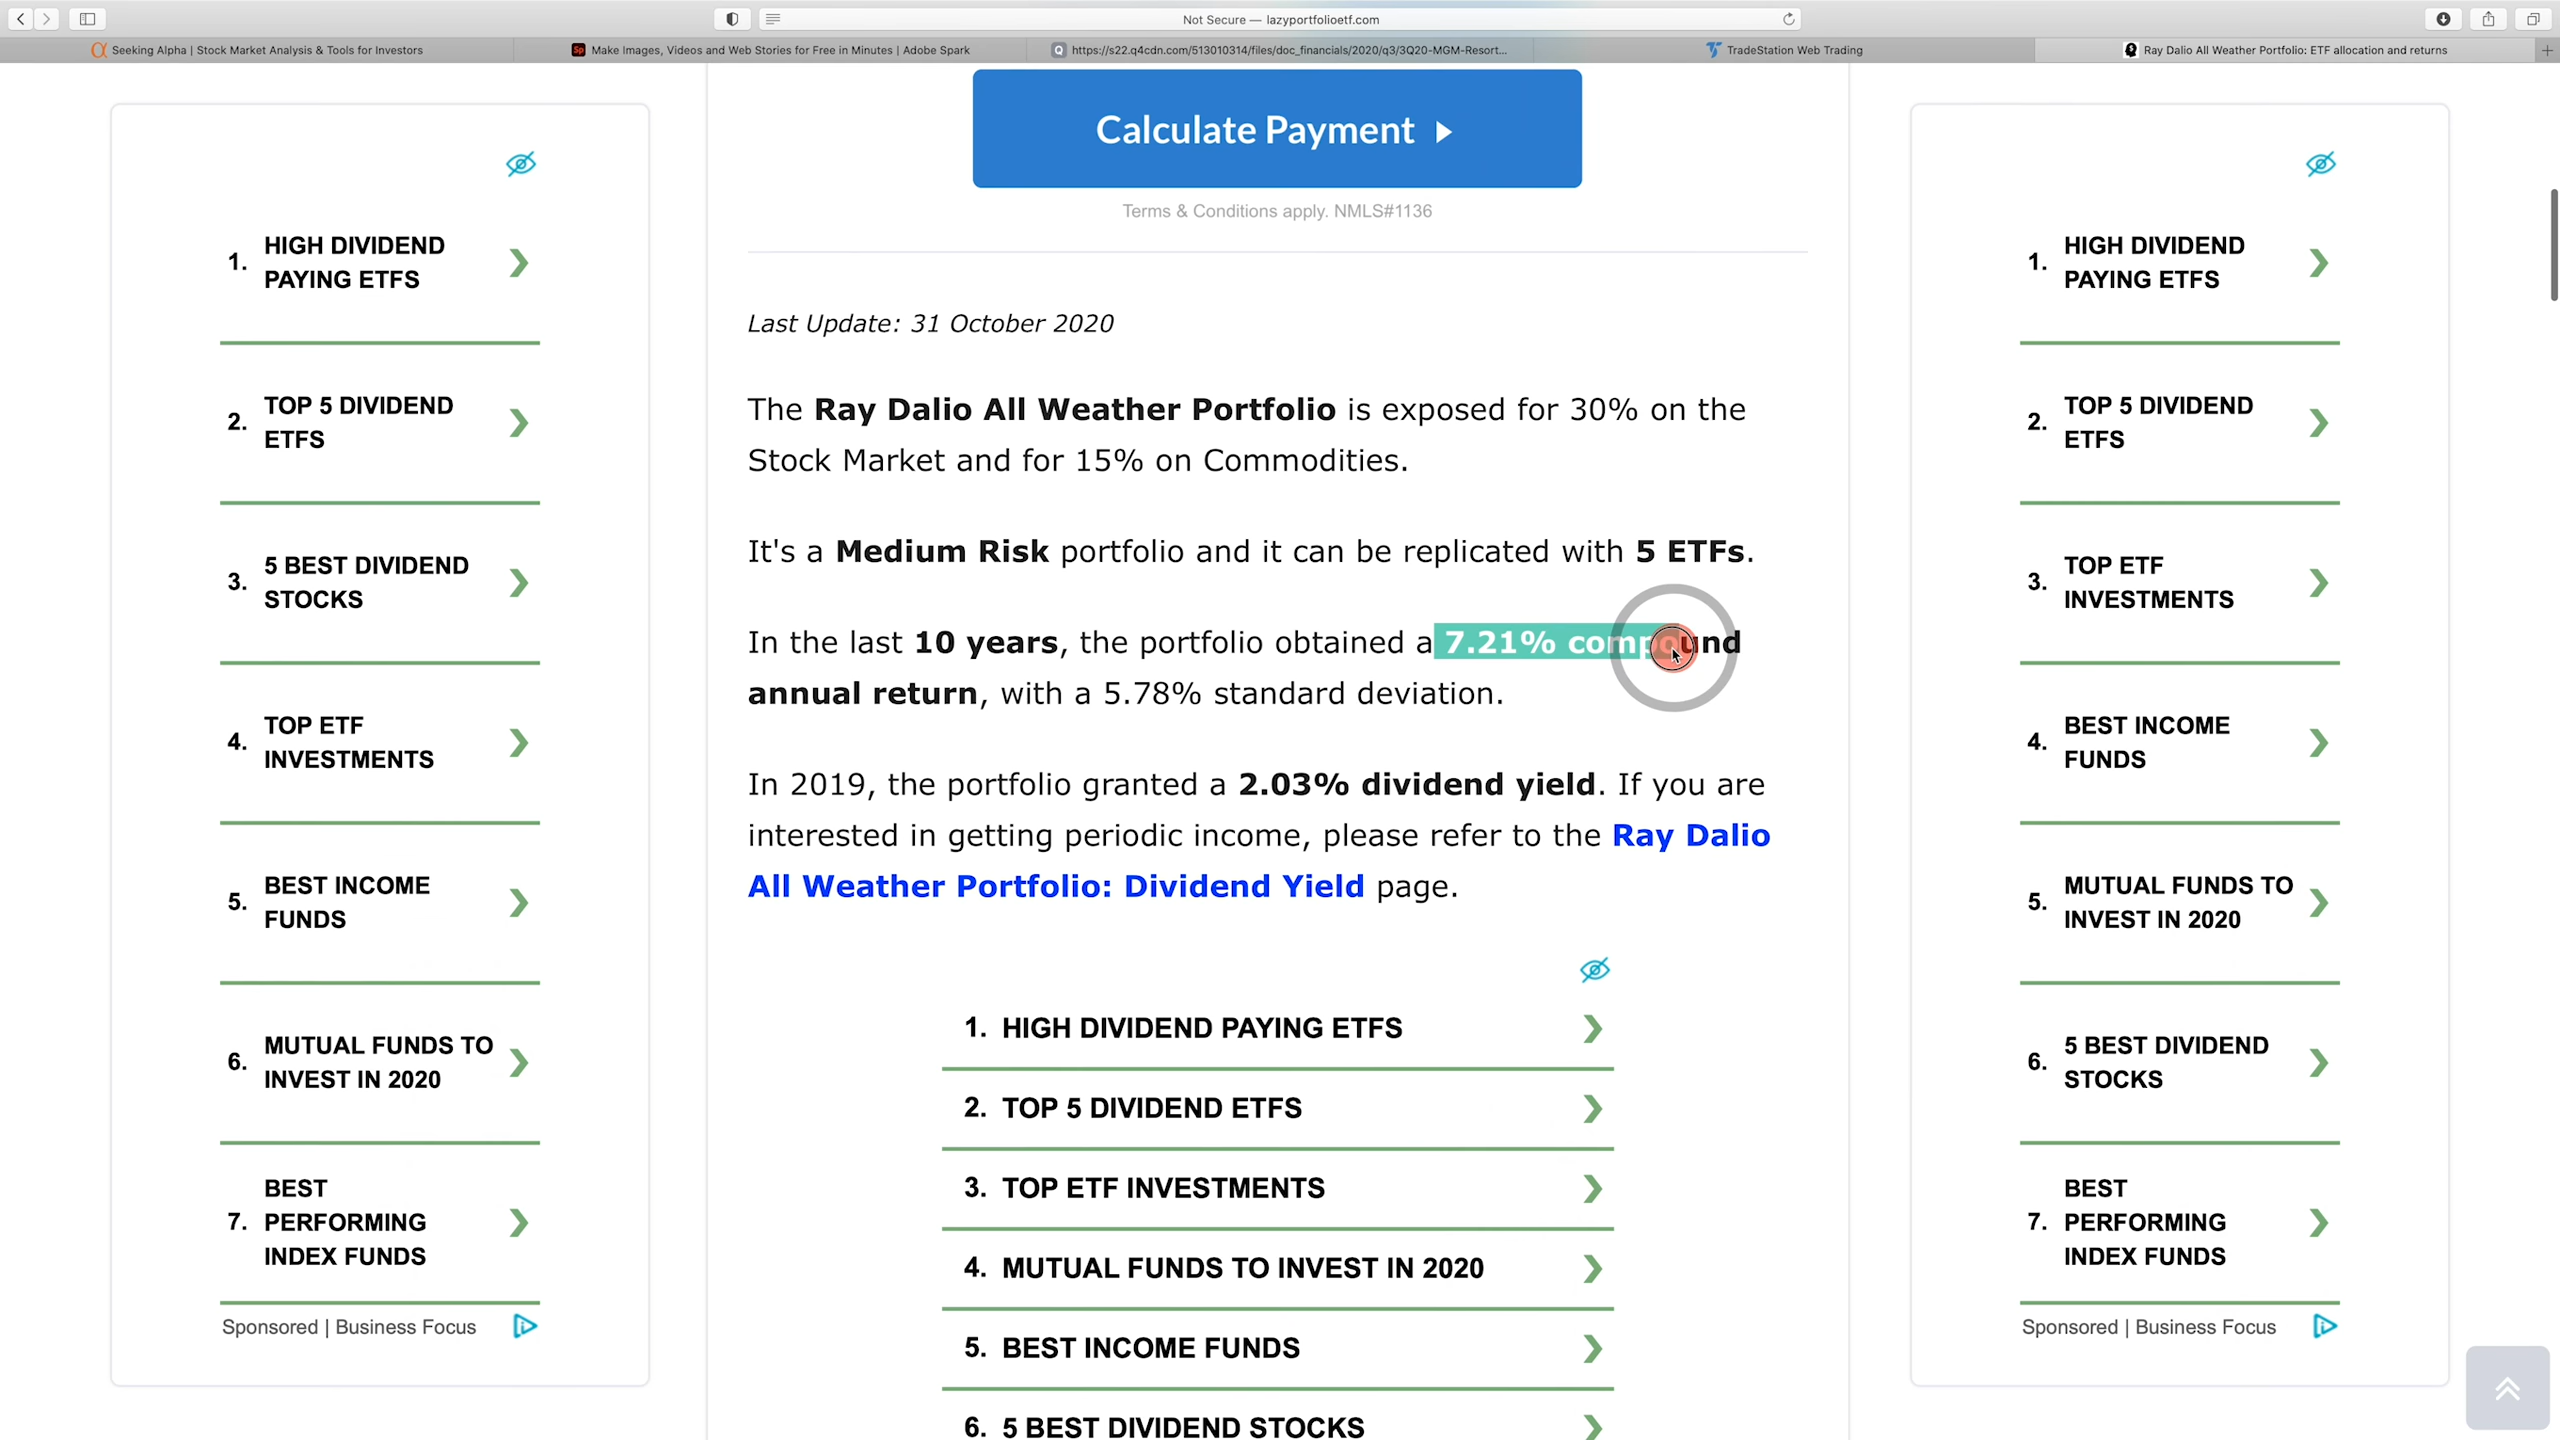 Not Secure — lazyportfolioetf.com
Seeking Alpha | Stock Market Analysis & Tools for Investors
Sp
Make Images, Videos and Web Stories for Free in Minutes | Adobe Spark
Q
https://s22.q4cdn.com/513010314/files/doc_financials/2020/q3/3Q20-MGM-Resort...
TradeStation Web Trading
Ray Dalio All Weather Portfolio: ETF allocation and returns
1. HIGH DIVIDEND
PAYING ETFS
2. TOP 5 DIVIDEND
ETFS
3. 5 BEST DIVIDEND
STOCKS
4. TOP ETF
INVESTMENTS
5. BEST INCOME
FUNDS
6. MUTUAL FUNDS TO
INVEST IN 2020
7. BEST
PERFORMING
INDEX FUNDS
Sponsored | Business Focus
Calculate Payment
Terms & Conditions apply. NMLS#1136
Last Update: 31 October 2020
The Ray Dalio All Weather Portfolio is exposed for 30% on the
Stock Market and for 15% on Commodities.
It's a Medium Risk portfolio and it can be replicated with 5 ETFs.
In the last 10 years, the portfolio obtained a 7.21% compound
annual return, with a 5.78% standard deviation.
In 2019, the portfolio granted a 2.03% dividend yield. If you are
interested in getting periodic income, please refer to the Ray Dalio
All Weather Portfolio: Dividend Yield page.
1. HIGH DIVIDEND PAYING ETFS
2. TOP 5 DIVIDEND ETFS
3. TOP ETF INVESTMENTS
4. MUTUAL FUNDS TO INVEST IN 2020
5. BEST INCOME FUNDS
6. 5 BEST DIVIDEND STOCKS
1. HIGH DIVIDEND
PAYING ETFS
2. TOP 5 DIVIDEND
ETFS
3. TOP ETF
INVESTMENTS
4. BEST INCOME
FUNDS
5. MUTUAL FUNDS TO
INVEST IN 2020
6. 5 BEST DIVIDEND
STOCKS
7. BEST
PERFORMING
INDEX FUNDS
Sponsored | Business Focus